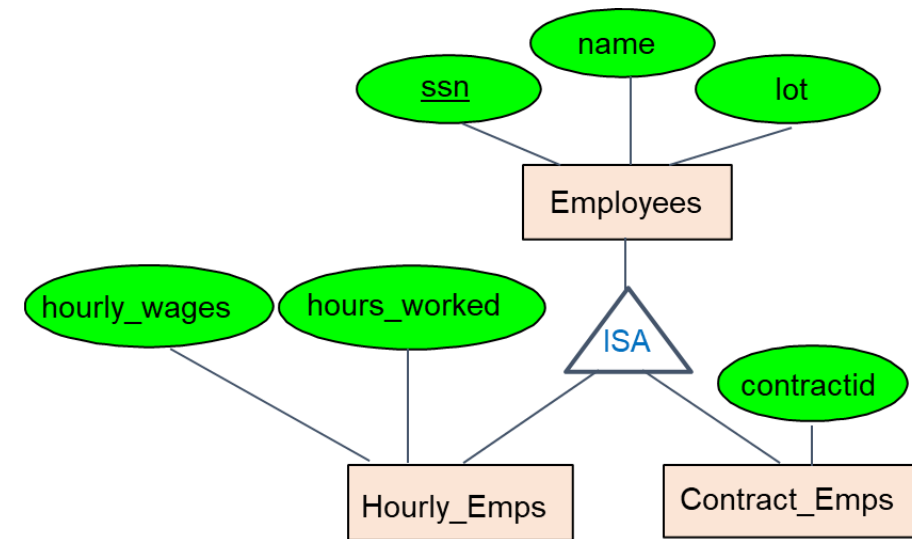 name
ssn
lot
Employees
hourly_wages
hours_worked
ISA
contractid
Hourly_Emps
Contract_Emps